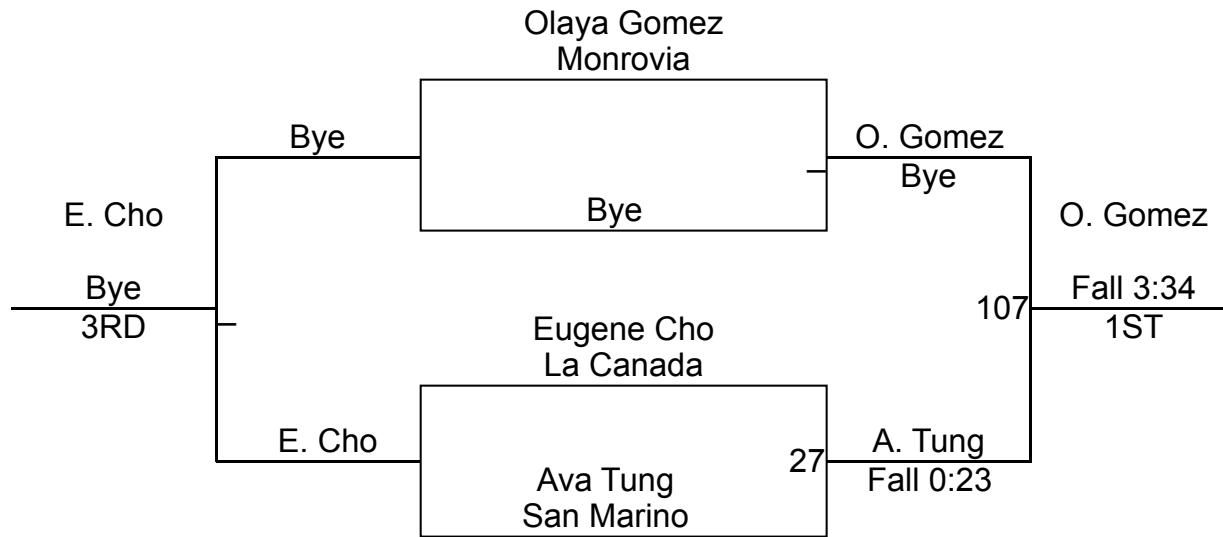 Olaya Gomez
Monrovia
Bye
O. Gomez
Bye
Bye
E. Cho
O. Gomez
Bye
3RD
107
Fall 3:34
1ST
Eugene Cho
La Canada
E. Cho
27
A. Tung
Fall 0:23
Ava Tung
San Marino